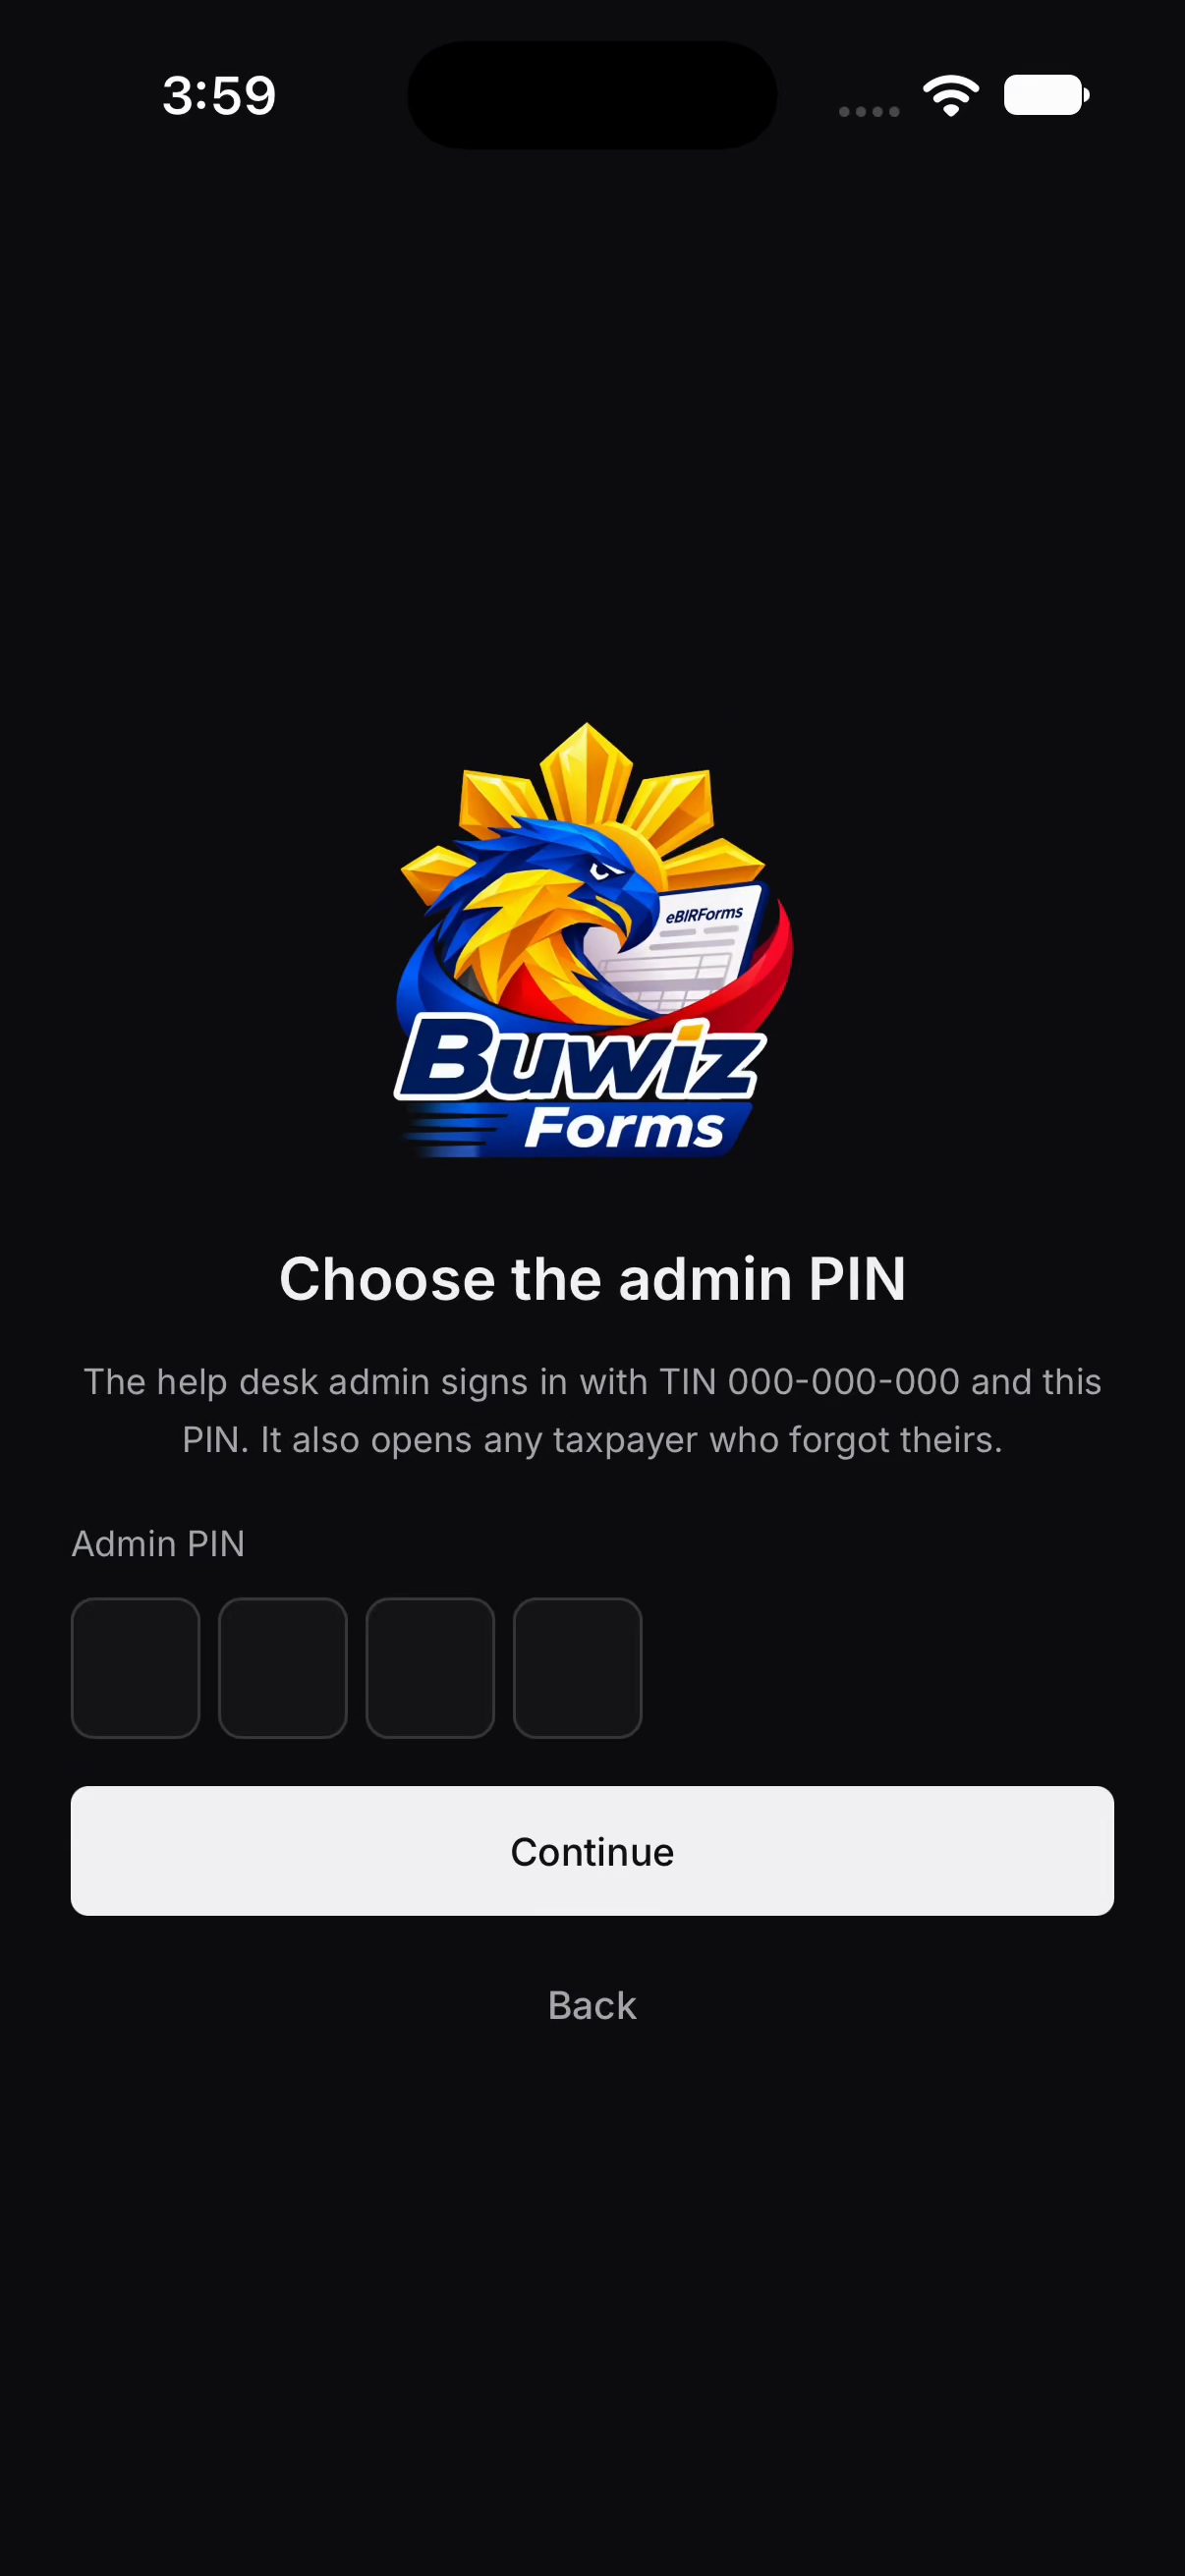 3:59
eBIRForms
Buwiz
Forms
Choose the admin PIN
The help desk admin signs in with TIN 000-000-000 and this
PIN. It also opens any taxpayer who forgot theirs.
Admin PIN
Continue
Back